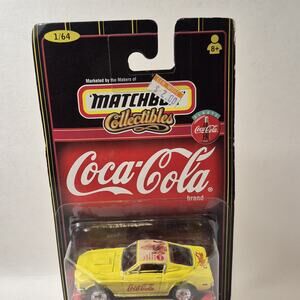 1/64
8+
Marketed by the Makers of
MATCHBOX
Collectibles
Coca-Cola
Coca-Cola®
brand
Coca-Cola